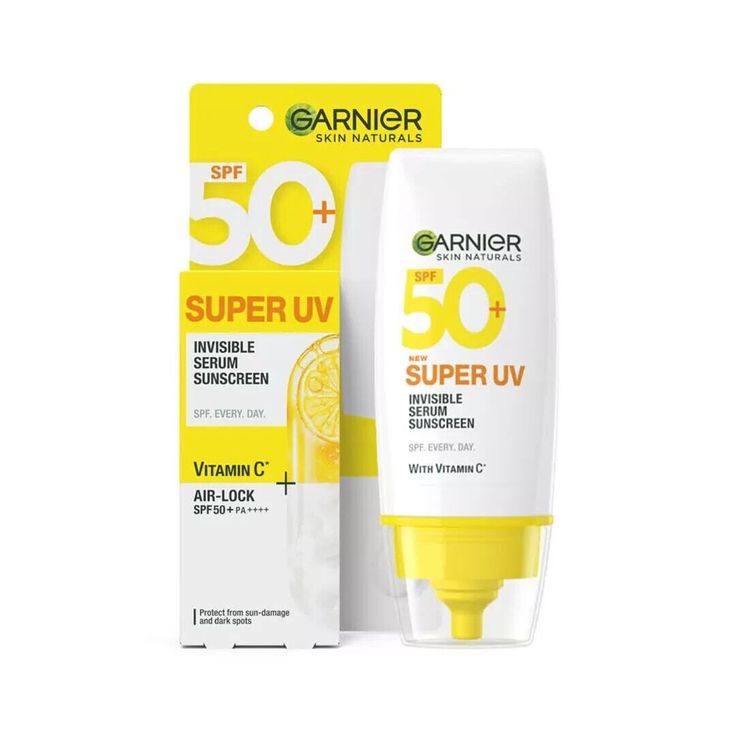 GARNIER
SKIN NATURALS
SPF
50+
SUPER UV
INVISIBLE
SERUM
SUNSCREEN
SPF. EVERY. DAY.
VITAMIN C*
+
AIR-LOCK
SPF50+ PA++++
Protect from sun-damage
and dark spots
GARNIER
SKIN NATURALS
SPF
50+
NEW
SUPER UV
INVISIBLE
SERUM
SUNSCREEN
SPF. EVERY. DAY.
WITH VITAMIN C*